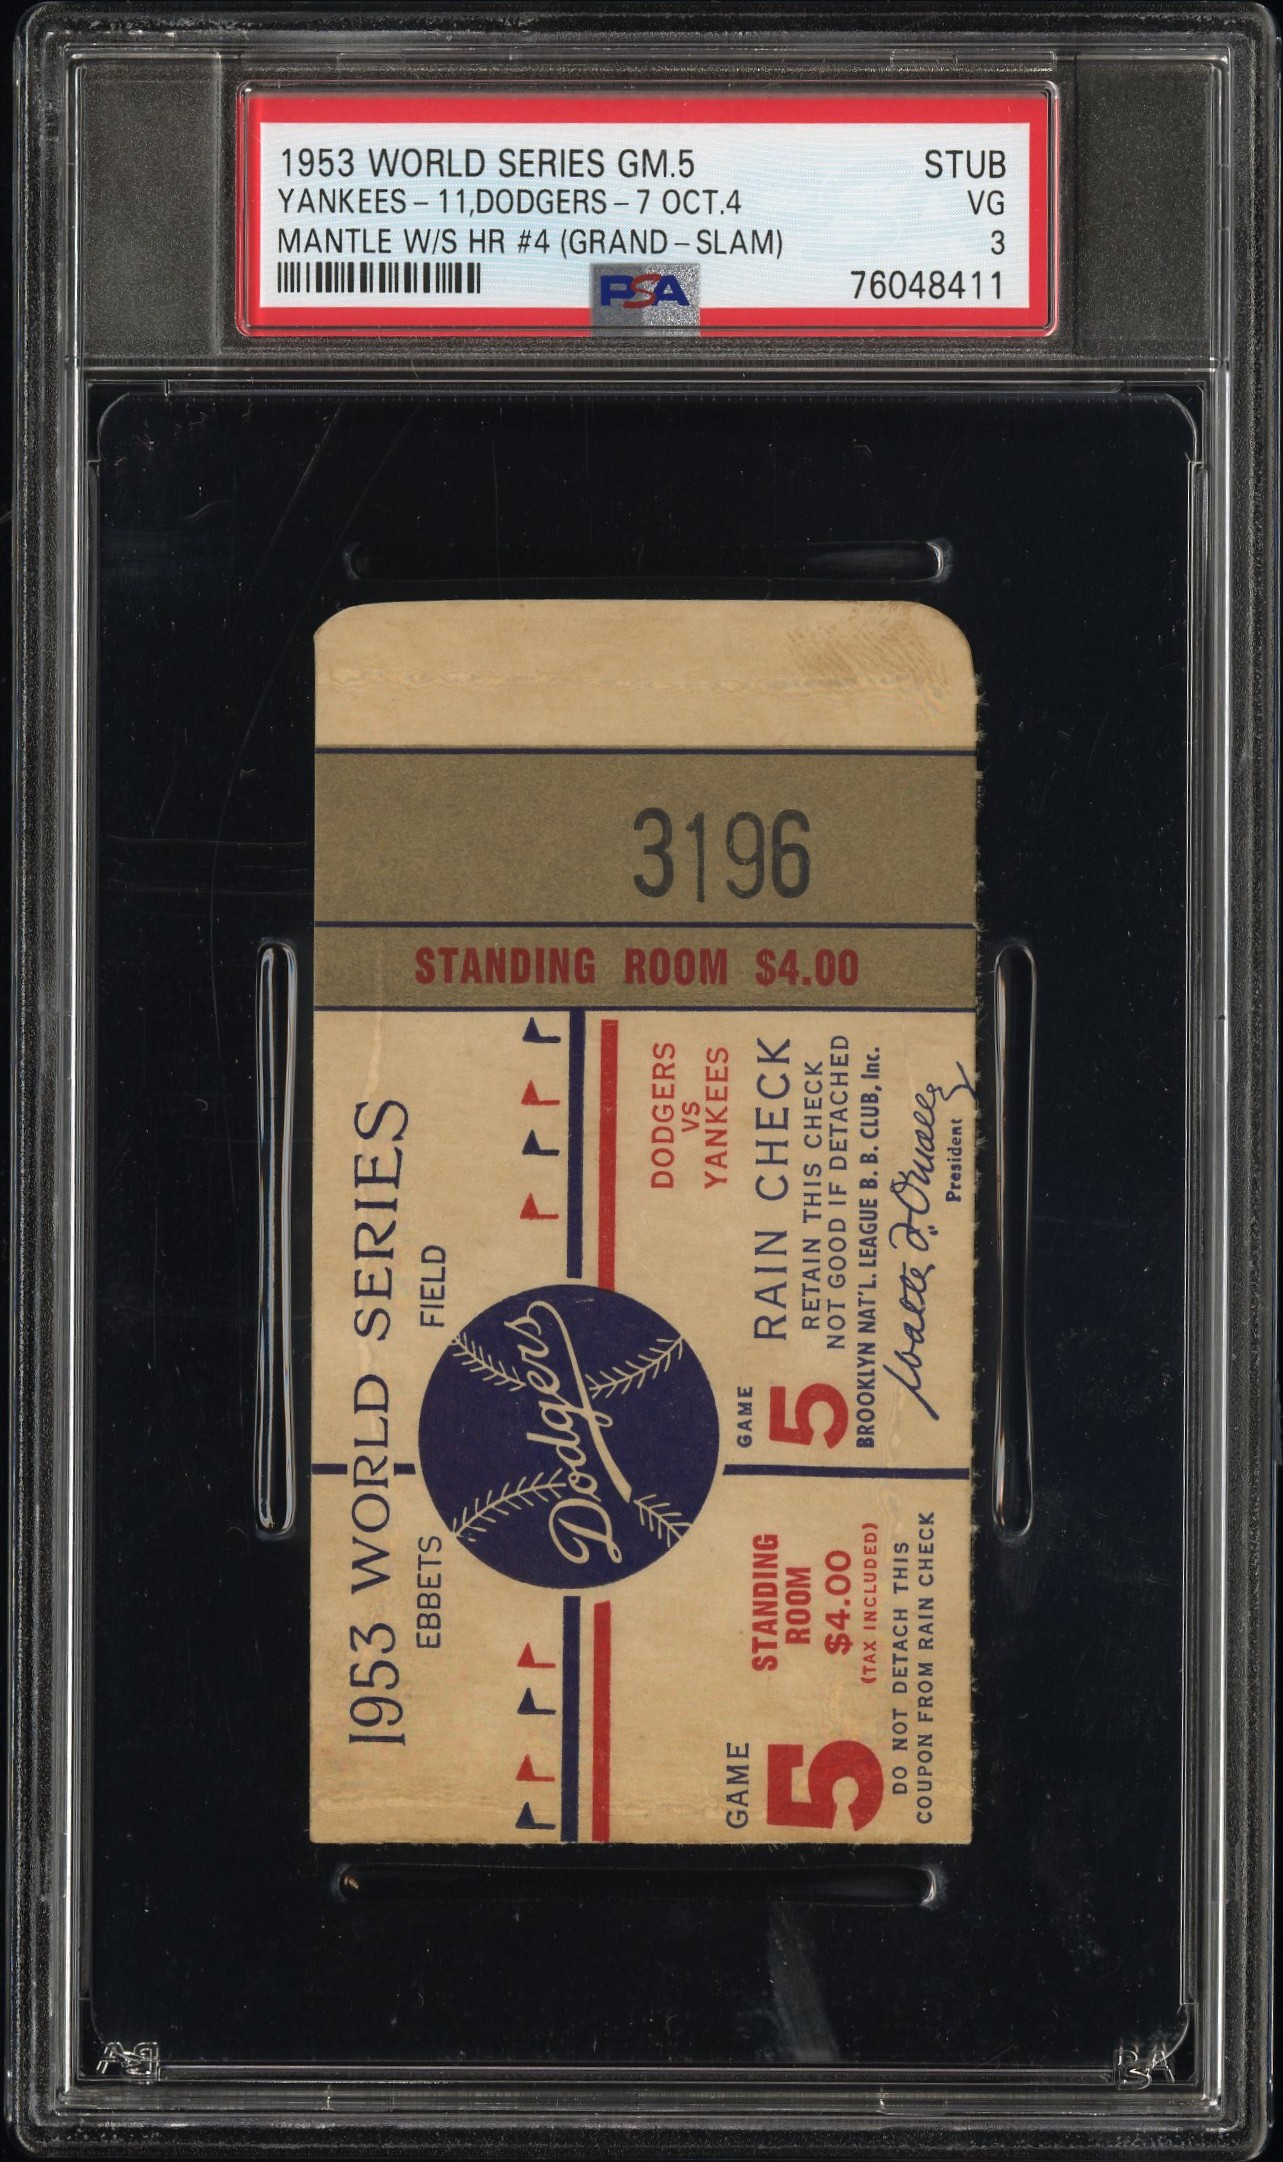 1953 WORLD SERIES GM.5 STUB
YANKEES-11,DODGERS-7 OCT.4 VG
MANTLE W/S HR #4 (GRAND-SLAM) 3
PSA 76048411
3196
STANDING ROOM $4.00
1953 WORLD SERIES
EBBETS FIELD
Dodgers
DODGERS
VS
YANKEES
GAME
5
RAIN CHECK
RETAIN THIS CHECK
NOT GOOD IF DETACHED
BROOKLYN NAT'L. LEAGUE B. B. CLUB, Inc.
Walter F. O'Malley
President
GAME
5
STANDING
ROOM
$4.00
(TAX INCLUDED)
DO NOT DETACH THIS
COUPON FROM RAIN CHECK
PSA
PSA